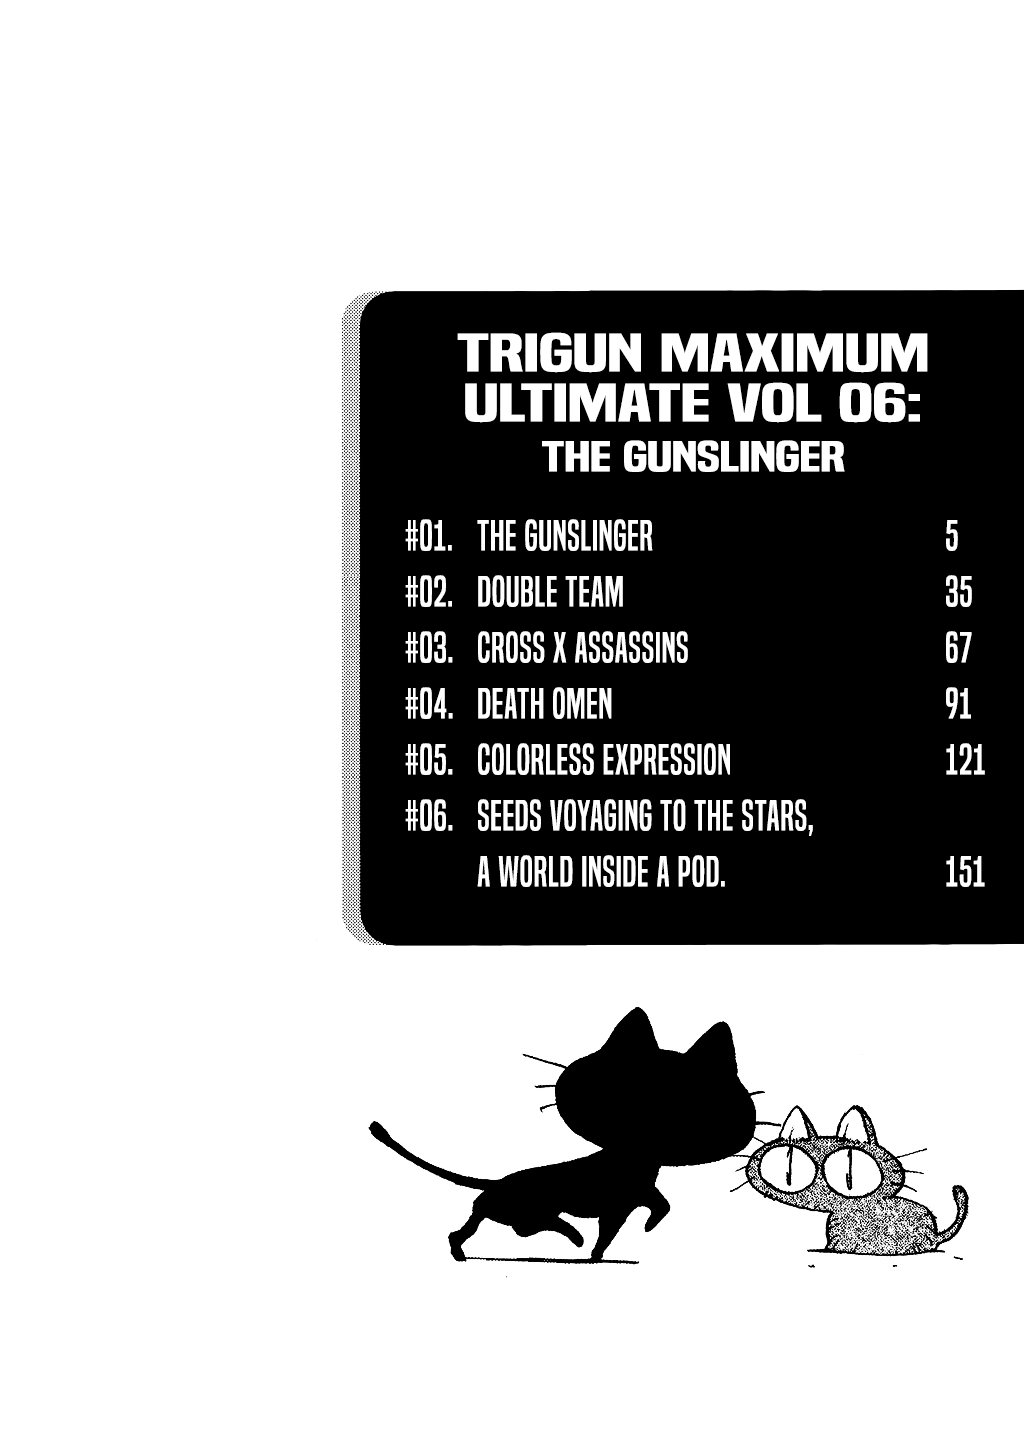 TRIGUN MAXIMUM
ULTIMATE VOL 06:
THE GUNSLINGER
#01. THE GUNSLINGER 5
#02. DOUBLE TEAM 35
#03. CROSS X ASSASSINS 67
#04. DEATH OMEN 91
#05. COLORLESS EXPRESSION 121
#06. SEEDS VOYAGING TO THE STARS,
A WORLD INSIDE A POD. 151